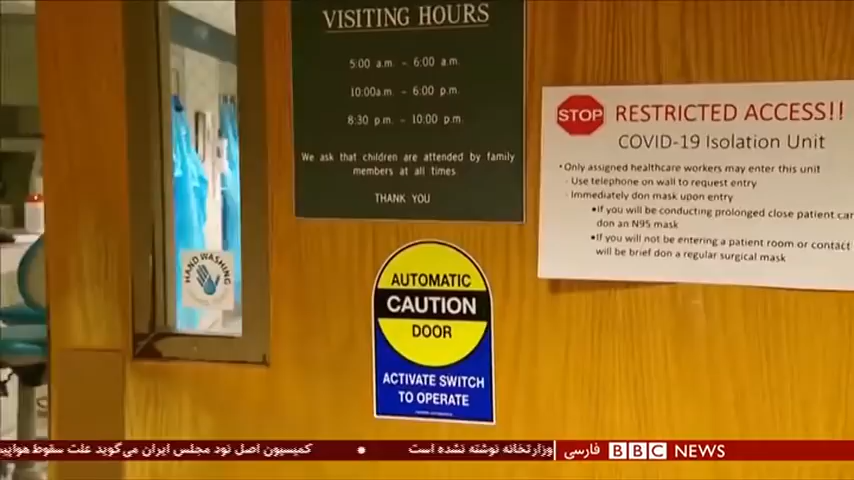 VISITING HOURS
5:00 a.m. - 6:00 a.m.
10:00a.m. - 6:00 p.m.
8:30 p.m. - 10:00 p.m.
We ask that children are attended by family
members at all times
THANK YOU
STOP
RESTRICTED ACCESS!!
COVID-19 Isolation Unit
• Only assigned healthcare workers may enter this unit
- Use telephone on wall to request entry
- Immediately don mask upon entry
• If you will be conducting prolonged close patient
don an N95 mask
• If you will not be entering a patient room or contact
will be brief don a regular surgical mask
HAND WASHING
AUTOMATIC
CAUTION
DOOR
ACTIVATE SWITCH
TO OPERATE
وزارتخانه نوشته نشده است • کمیسیون اصل نود مجلس ایران می‌گوید علت سقوط
فارسی BBC NEWS